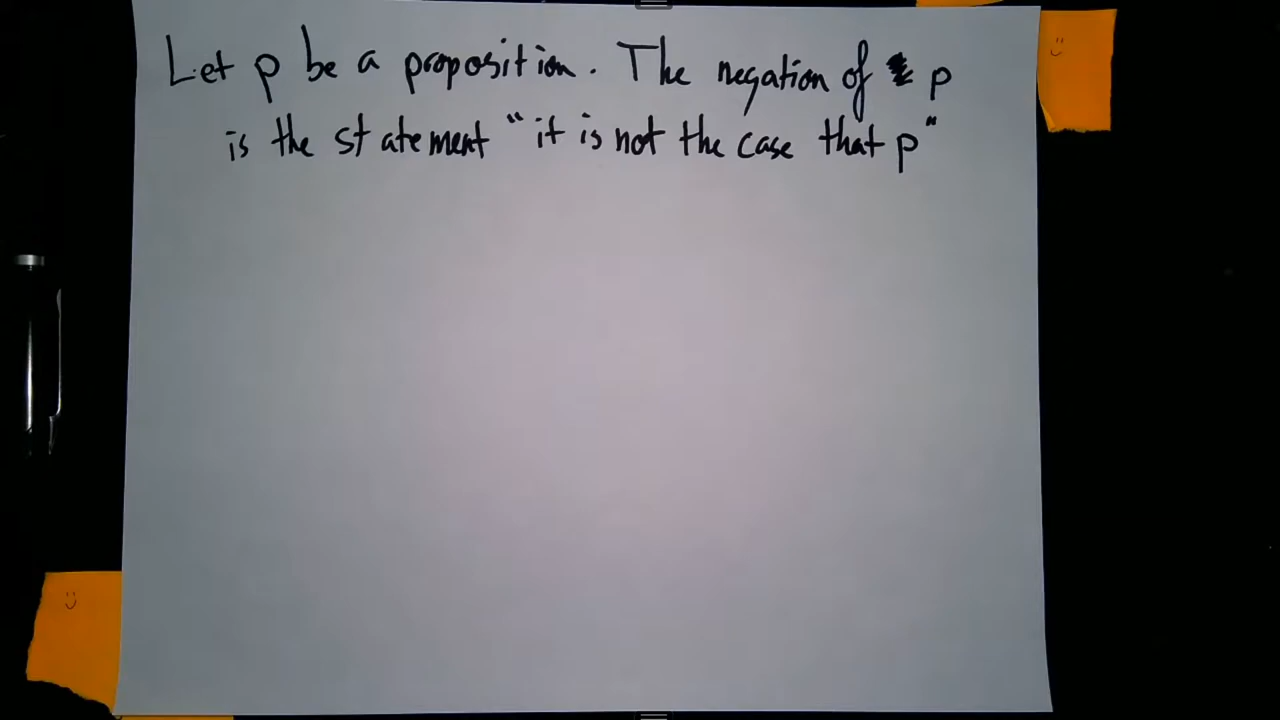 Let p be a proposition. The negation of p
is the statement "it is not the case that p"